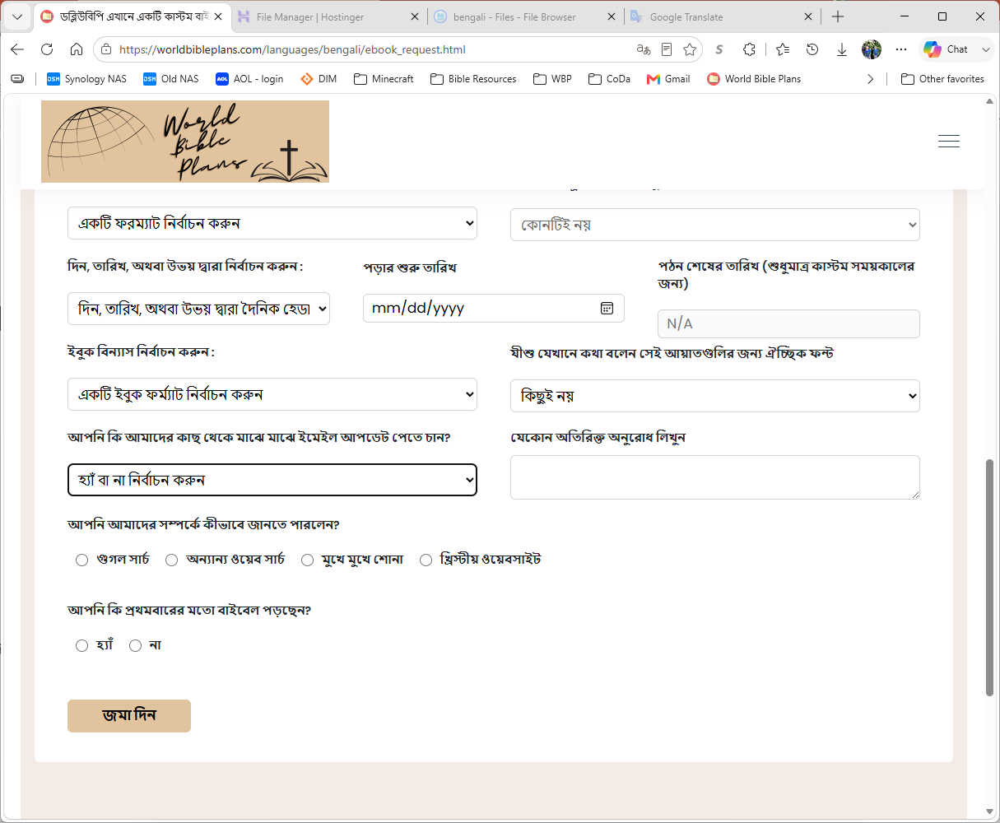 ডব্লিউবিপি এখানে একটি কাস্টম বাই
File Manager | Hostinger
bengali - Files - File Browser
Google Translate
https://worldbibleplans.com/languages/bengali/ebook_request.html
Chat
Synology NAS
Old NAS
AOL - login
DIM
Minecraft
Bible Resources
WBP
CoDa
Gmail
World Bible Plans
Other favorites
World
Bible
Plans
একটি ফরম্যাট নির্বাচন করুন
কোনটিই নয়
দিন, তারিখ, অথবা উভয় দ্বারা নির্বাচন করুন :
পড়ার শুরু তারিখ
পঠন শেষের তারিখ (শুধুমাত্র কাস্টম সময়কালের
জন্য)
দিন, তারিখ, অথবা উভয় দ্বারা দৈনিক হেডা
mm/dd/yyyy
N/A
ইবুক বিন্যাস নির্বাচন করুন :
যীশু যেখানে কথা বলেন সেই আয়াতগুলির জন্য ঐচ্ছিক ফন্ট
একটি ইবুক ফর্ম্যাট নির্বাচন করুন
কিছুই নয়
আপনি কি আমাদের কাছ থেকে মাঝে মাঝে ইমেইল আপডেট পেতে চান?
যেকোন অতিরিক্ত অনুরোধ লিখুন
হ্যাঁ বা না নির্বাচন করুন
আপনি আমাদের সম্পর্কে কীভাবে জানতে পারলেন?
গুগল সার্চ
অন্যান্য ওয়েব সার্চ
মুখে মুখে শোনা
খ্রিস্টীয় ওয়েবসাইট
আপনি কি প্রথমবারের মতো বাইবেল পড়ছেন?
হ্যাঁ
না
জমা দিন